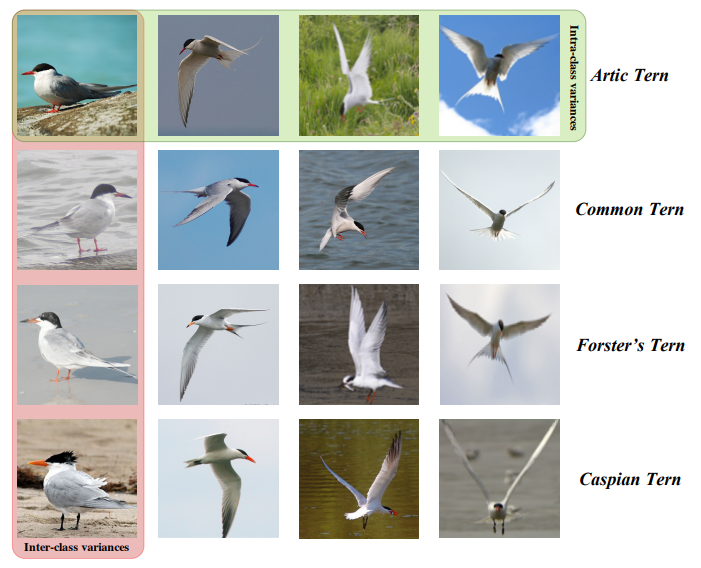 Intra-class variances
Artic Tern
Common Tern
Forster's Tern
Caspian Tern
Inter-class variances